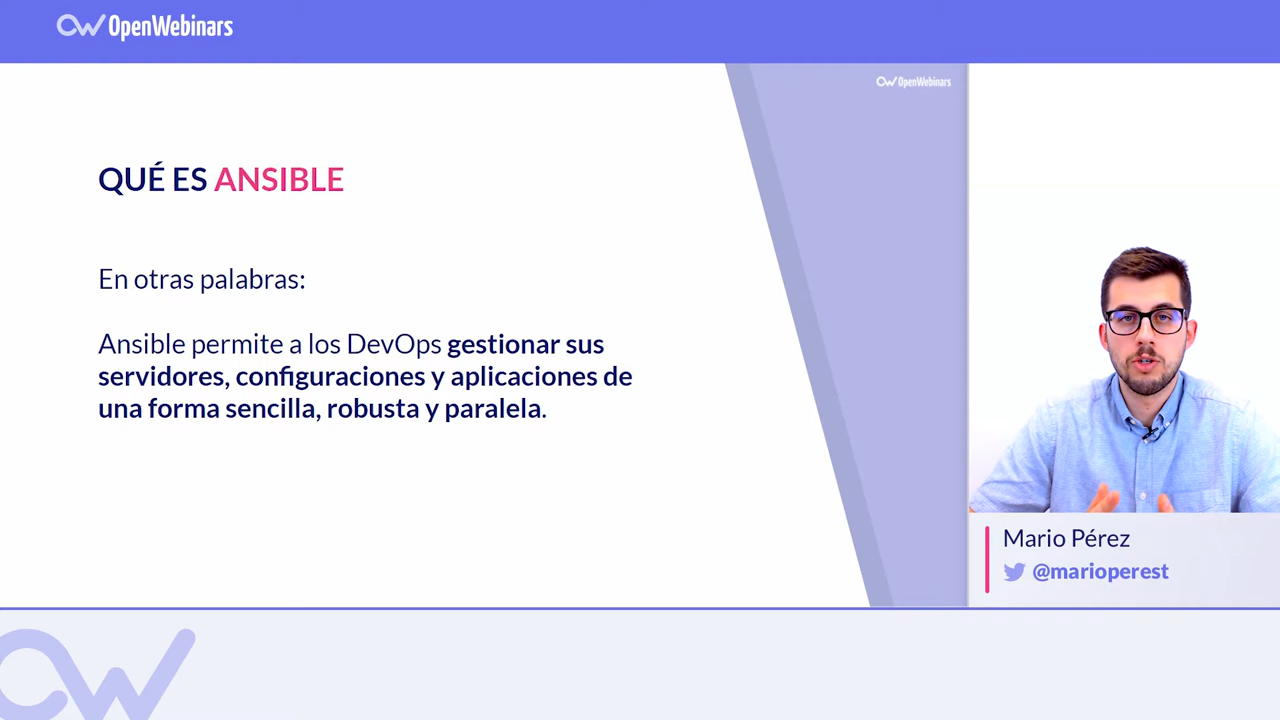 OpenWebinars
OpenWebinars
QUÉ ES ANSIBLE
En otras palabras:
Ansible permite a los DevOps gestionar sus
servidores, configuraciones y aplicaciones de
una forma sencilla, robusta y paralela.
Mario Pérez
@marioperest